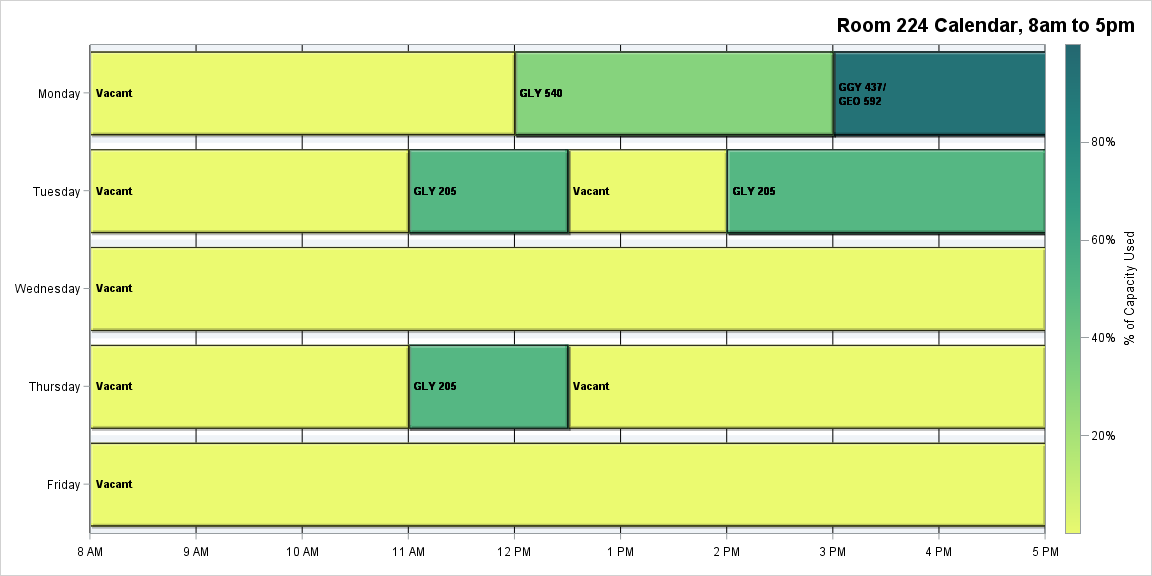 Room 224 Calendar, 8am to 5pm
Monday
Vacant
GLY 540
GGY 437/
GEO 592
Tuesday
Vacant
GLY 205
Vacant
GLY 205
Wednesday
Vacant
Thursday
Vacant
GLY 205
Vacant
Friday
Vacant
8 AM
9 AM
10 AM
11 AM
12 PM
1 PM
2 PM
3 PM
4 PM
5 PM
80%
60%
40%
20%
% of Capacity Used